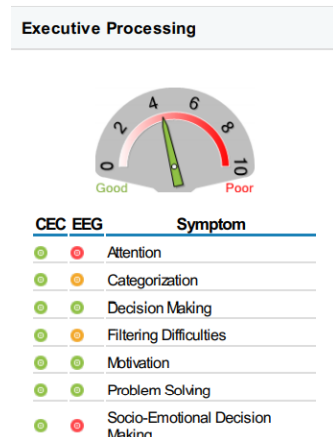 Executive Processing
0 2 4 6 8 10
Good Poor
CEC EEG Symptom
Attention
Categorization
Decision Making
Filtering Difficulties
Motivation
Problem Solving
Socio-Emotional Decision
Making